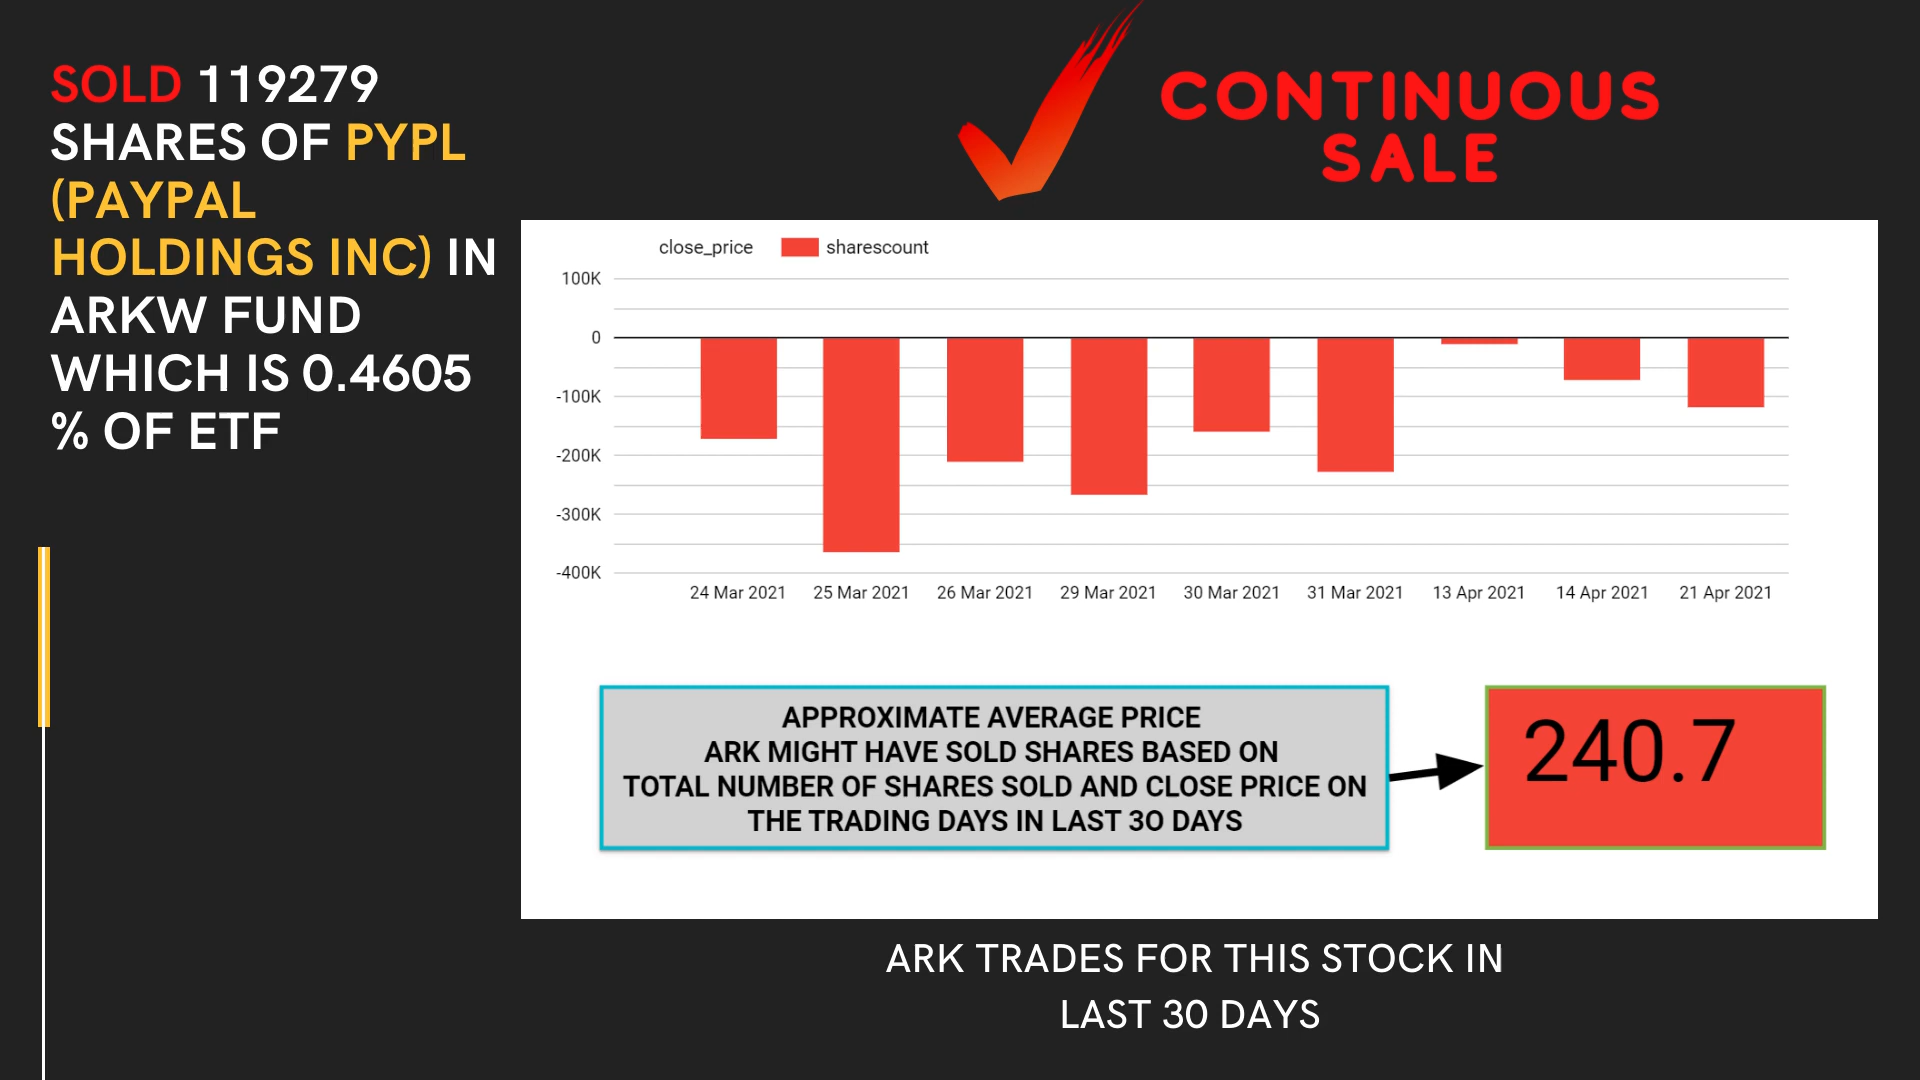 SOLD 119279
SHARES OF PYPL
(PAYPAL
HOLDINGS INC) IN
ARKW FUND
WHICH IS 0.4605
% OF ETF
CONTINUOUS
SALE
close_price sharescount
100K
0
-100K
-200K
-300K
-400K
24 Mar 2021 25 Mar 2021 26 Mar 2021 29 Mar 2021 30 Mar 2021 31 Mar 2021 13 Apr 2021 14 Apr 2021 21 Apr 2021
APPROXIMATE AVERAGE PRICE
ARK MIGHT HAVE SOLD SHARES BASED ON
TOTAL NUMBER OF SHARES SOLD AND CLOSE PRICE ON
THE TRADING DAYS IN LAST 30 DAYS
240.7
ARK TRADES FOR THIS STOCK IN
LAST 30 DAYS